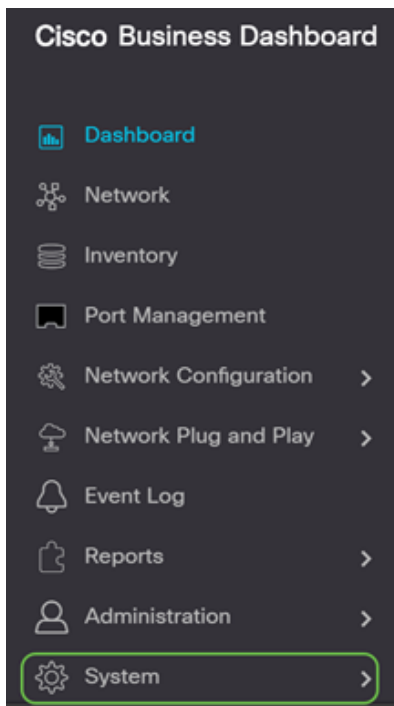 Cisco Business Dashboard
Dashboard
Network
Inventory
Port Management
Network Configuration
Network Plug and Play
Event Log
Reports
Administration
System